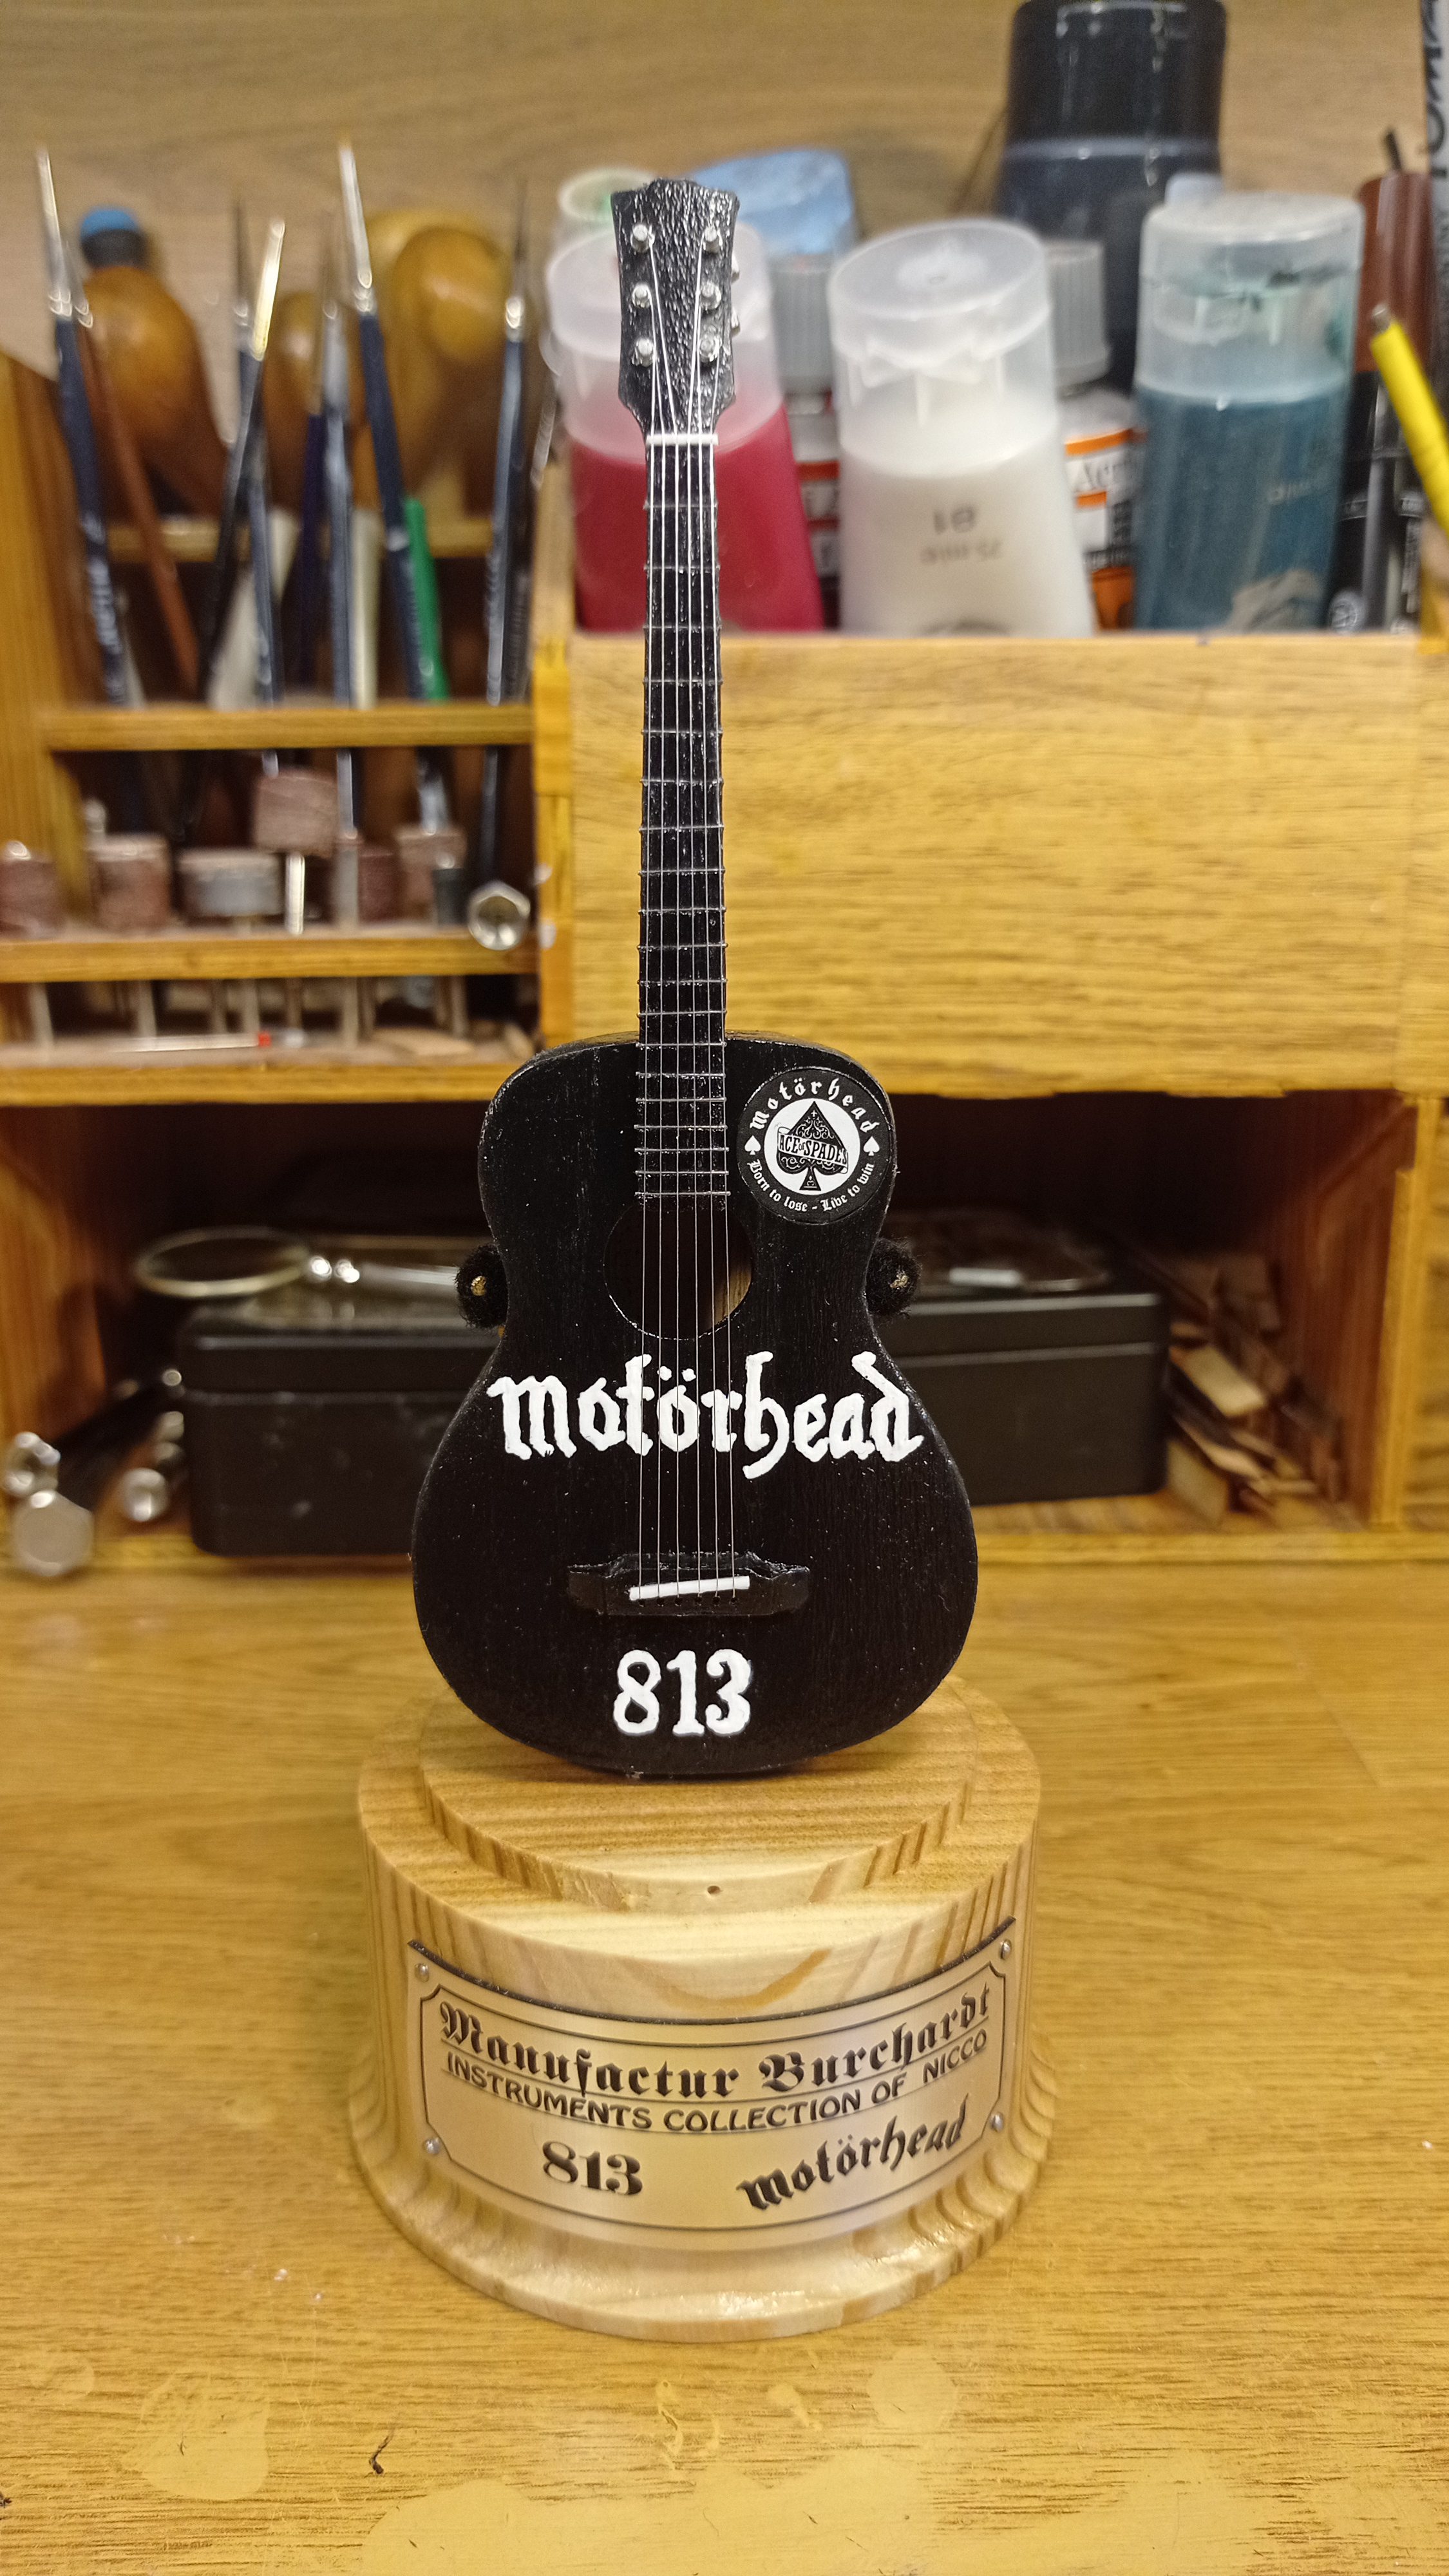 motörhead
ACE of SPADES
Born to lose - Live to win
motörhead
813
Manufactur Burchardt
INSTRUMENTS COLLECTION OF NICCO
813 motörhead